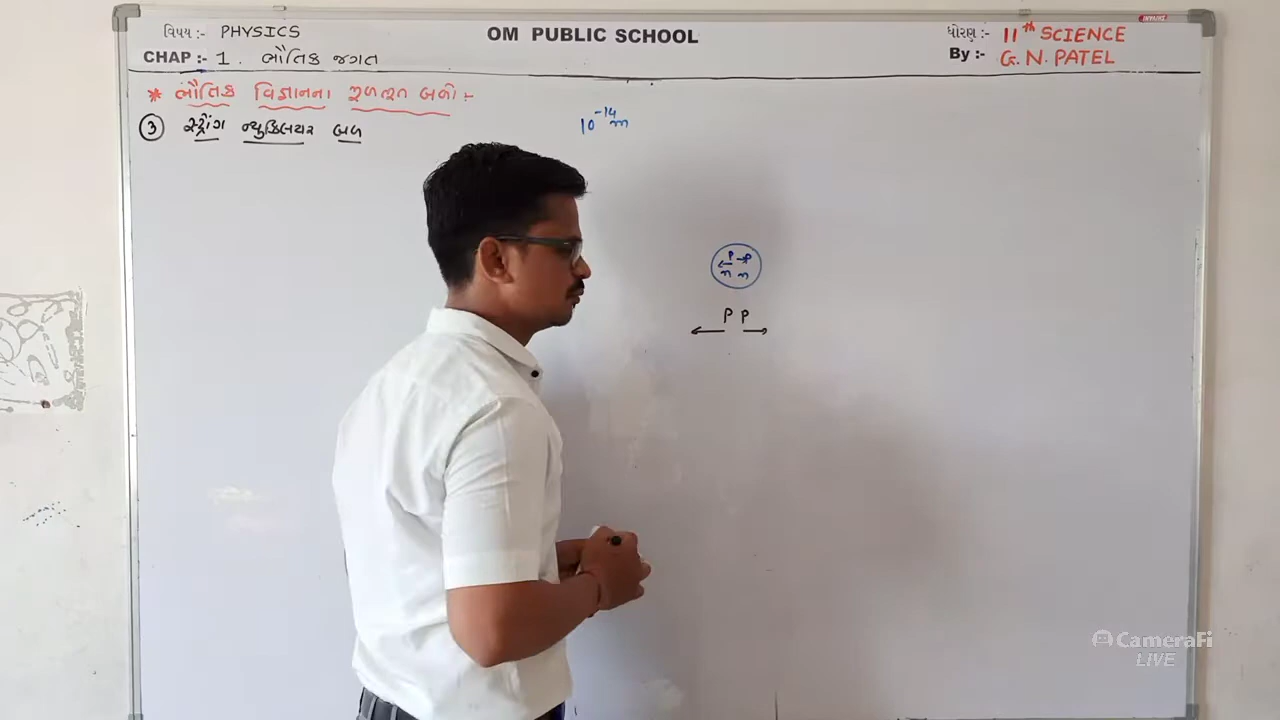 વિષય :- PHYSICS
OM PUBLIC SCHOOL
ધોરણ :- 11th SCIENCE
CHAP :- 1. ભૌતિક જગત
By :- G. N. PATEL
* ભૌતિક વિજ્ઞાનના મૂળભૂત બળો :-
③ સ્ટ્રોંગ ન્યુક્લિયર બળ
10⁻¹⁴m
P P
n n
P P
CameraFi
LIVE